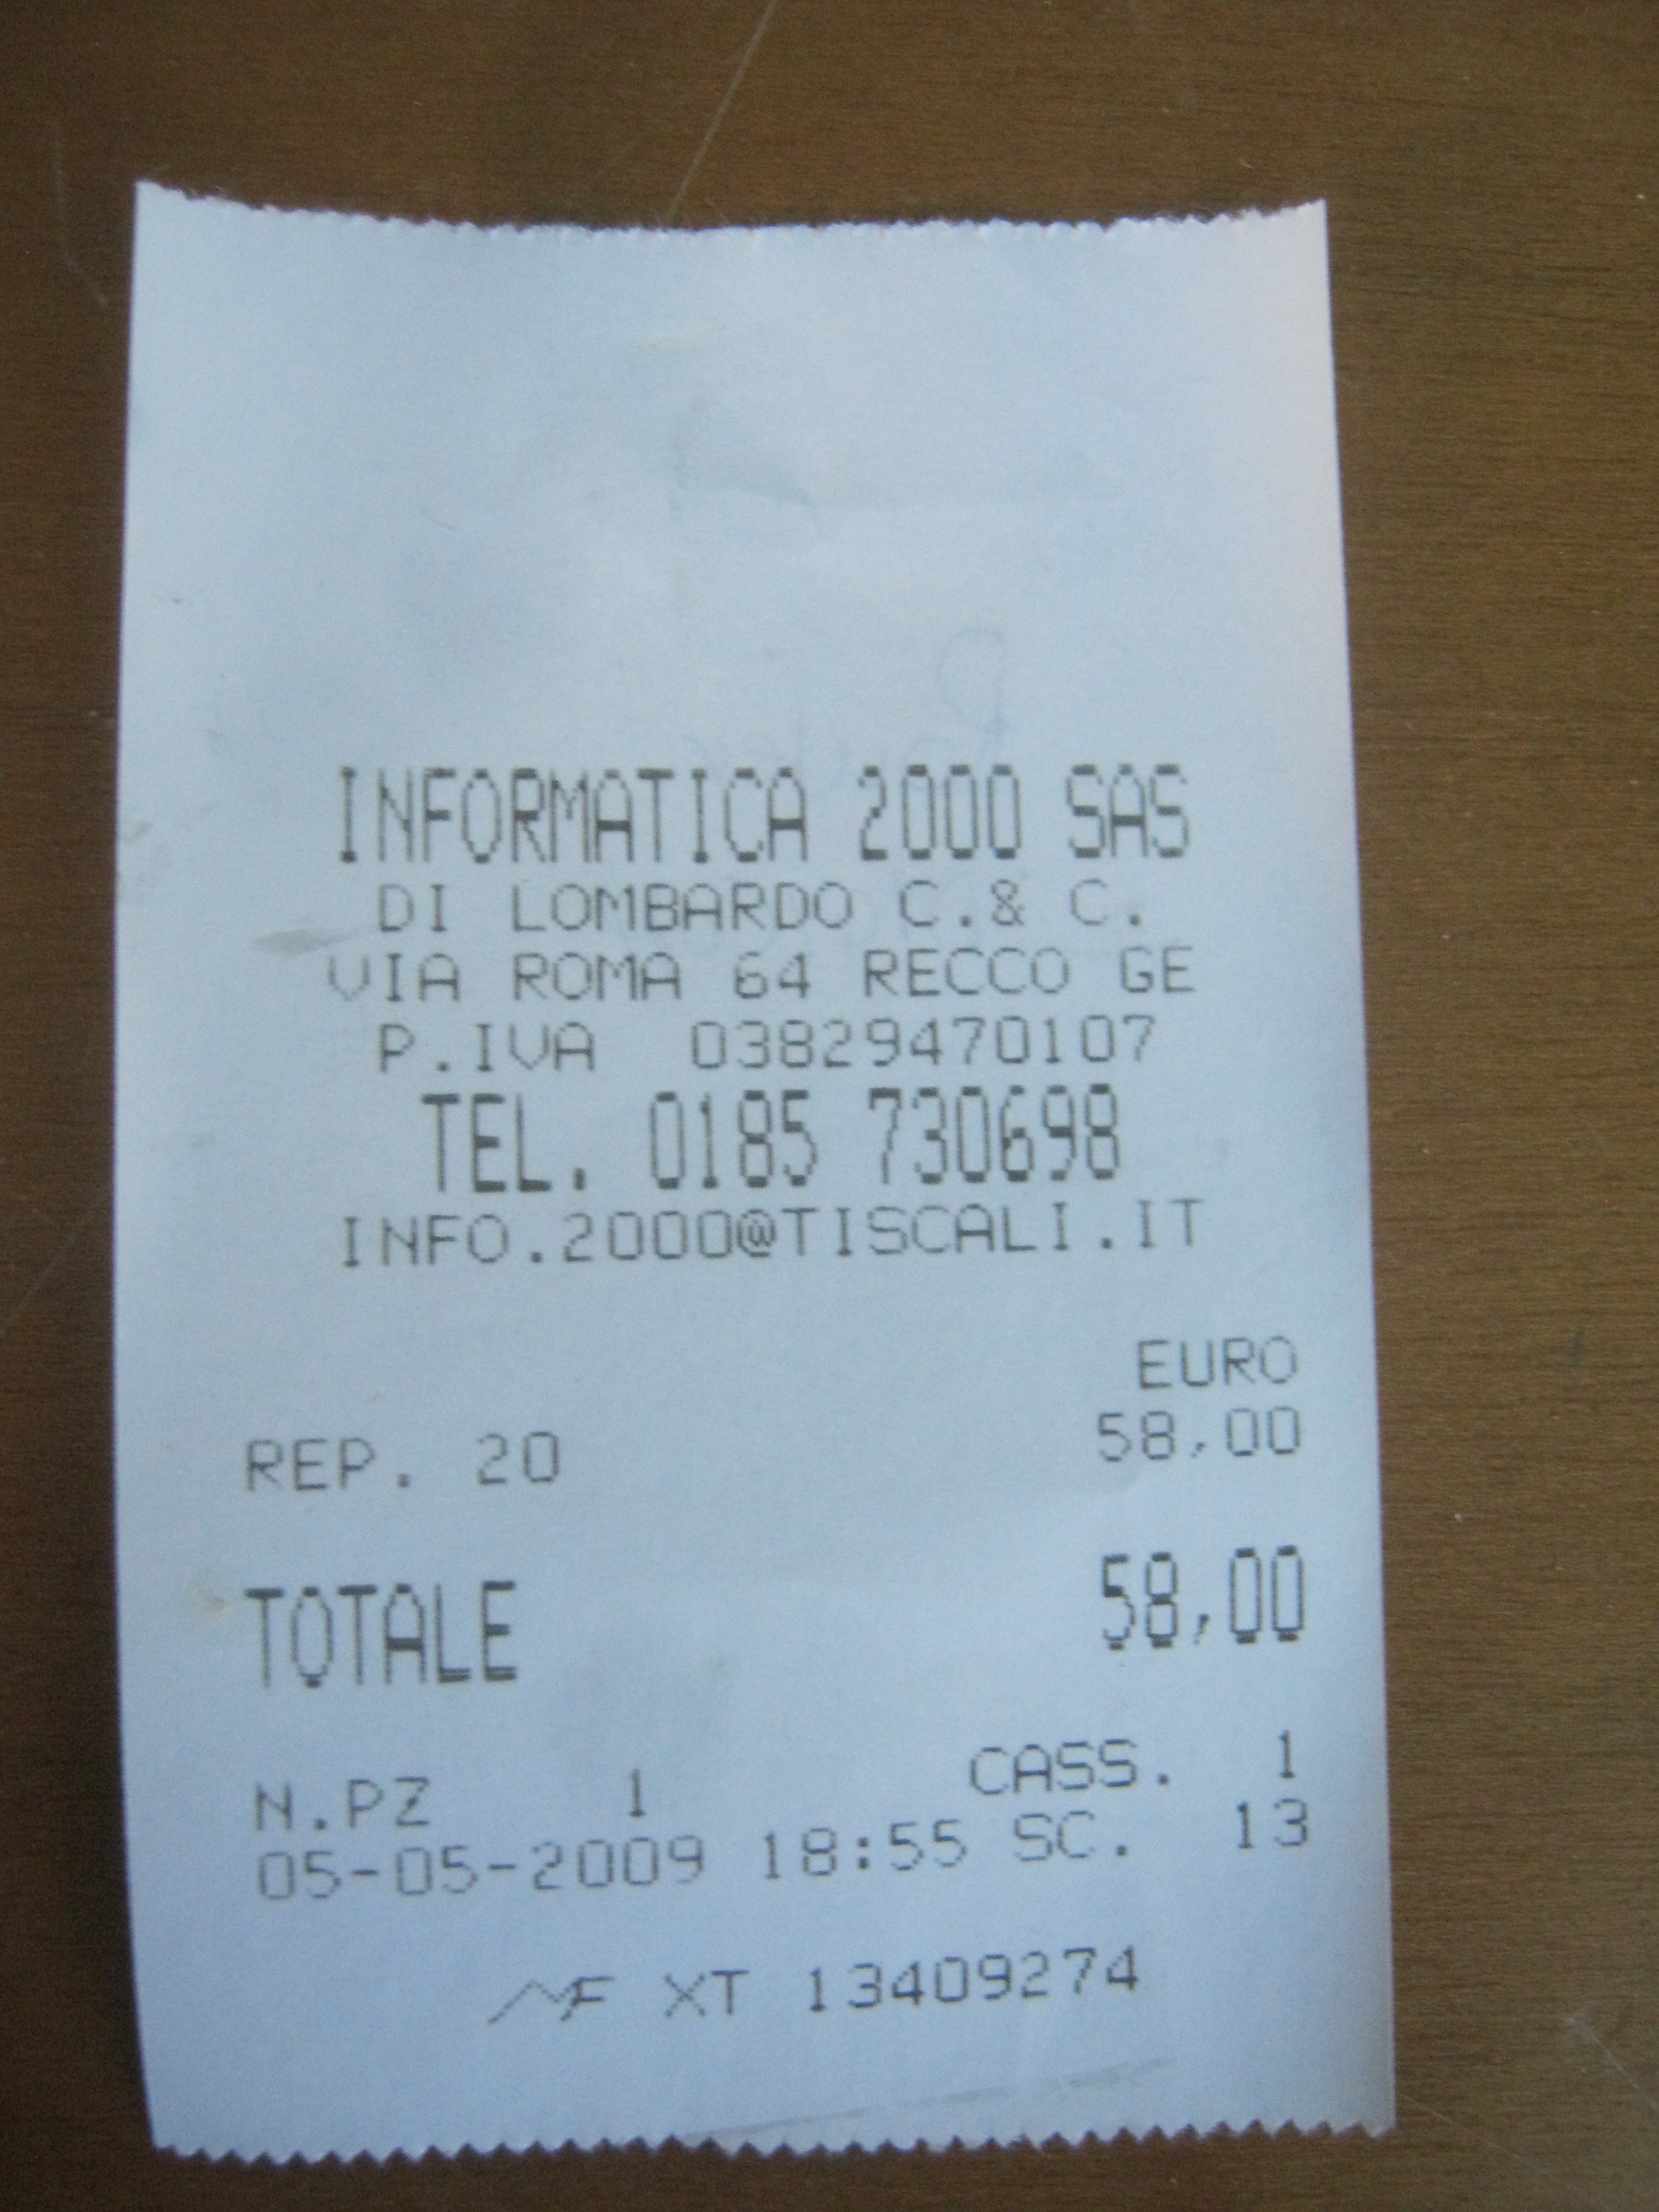 INFORMATICA 2000 SAS
DI LOMBARDO C.& C.
VIA ROMA 64 RECCO GE
P.IVA 03829470107
TEL. 0185 730698
INFO.2000@TISCALI.IT
EURO
REP. 20 58,00
TOTALE 58,00
N.PZ 1 CASS. 1
05-05-2009 18:55 SC. 13
MF XT 13409274